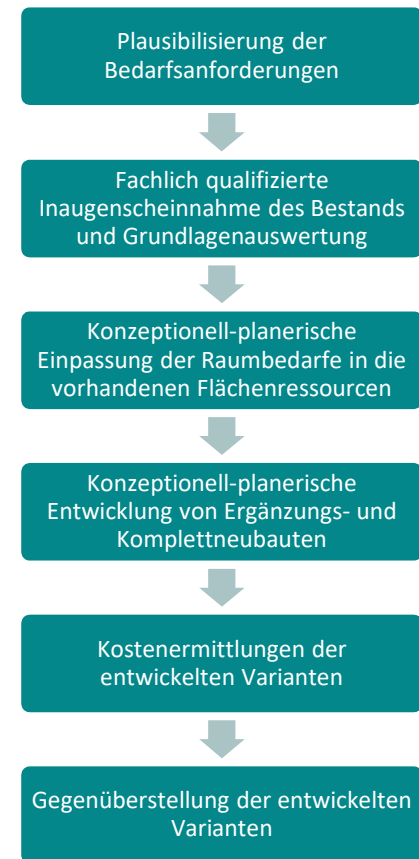 Plausibilisierung der
Bedarfsanforderungen
Fachlich qualifizierte
Inaugenscheinnahme des Bestands
und Grundlagenauswertung
Konzeptionell-planerische
Einpassung der Raumbedarfe in die
vorhandenen Flächenressourcen
Konzeptionell-planerische
Entwicklung von Ergänzungs- und
Komplettneubauten
Kostenermittlungen der
entwickelten Varianten
Gegenüberstellung der entwickelten
Varianten